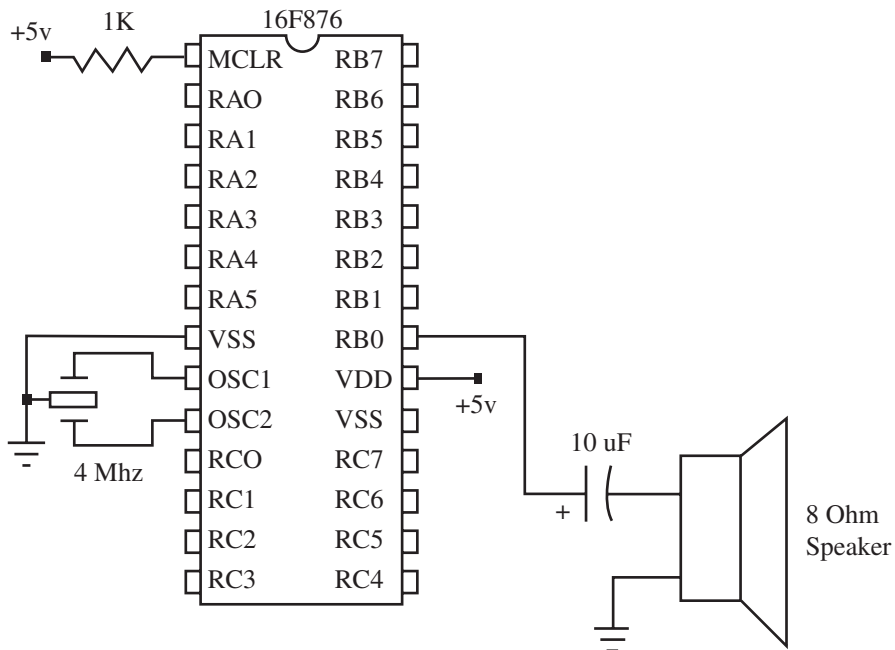 16F876
1K
+5v
MCLR
RAO
RA1
RA2
RA3
RA4
RA5
VSS
OSC1
OSC2
RCO
RC1
RC2
RC3
RB7
RB6
RB5
RB4
RB3
RB2
RB1
RB0
VDD
VSS
RC7
RC6
RC5
RC4
4 Mhz
+5v
10 uF
+
8 Ohm
Speaker